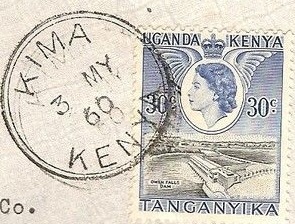 KIMA
3 MY
60
KENYA
UGANDA KENYA
30c 30c
OWEN FALLS
DAM
TANGANYIKA
Co.